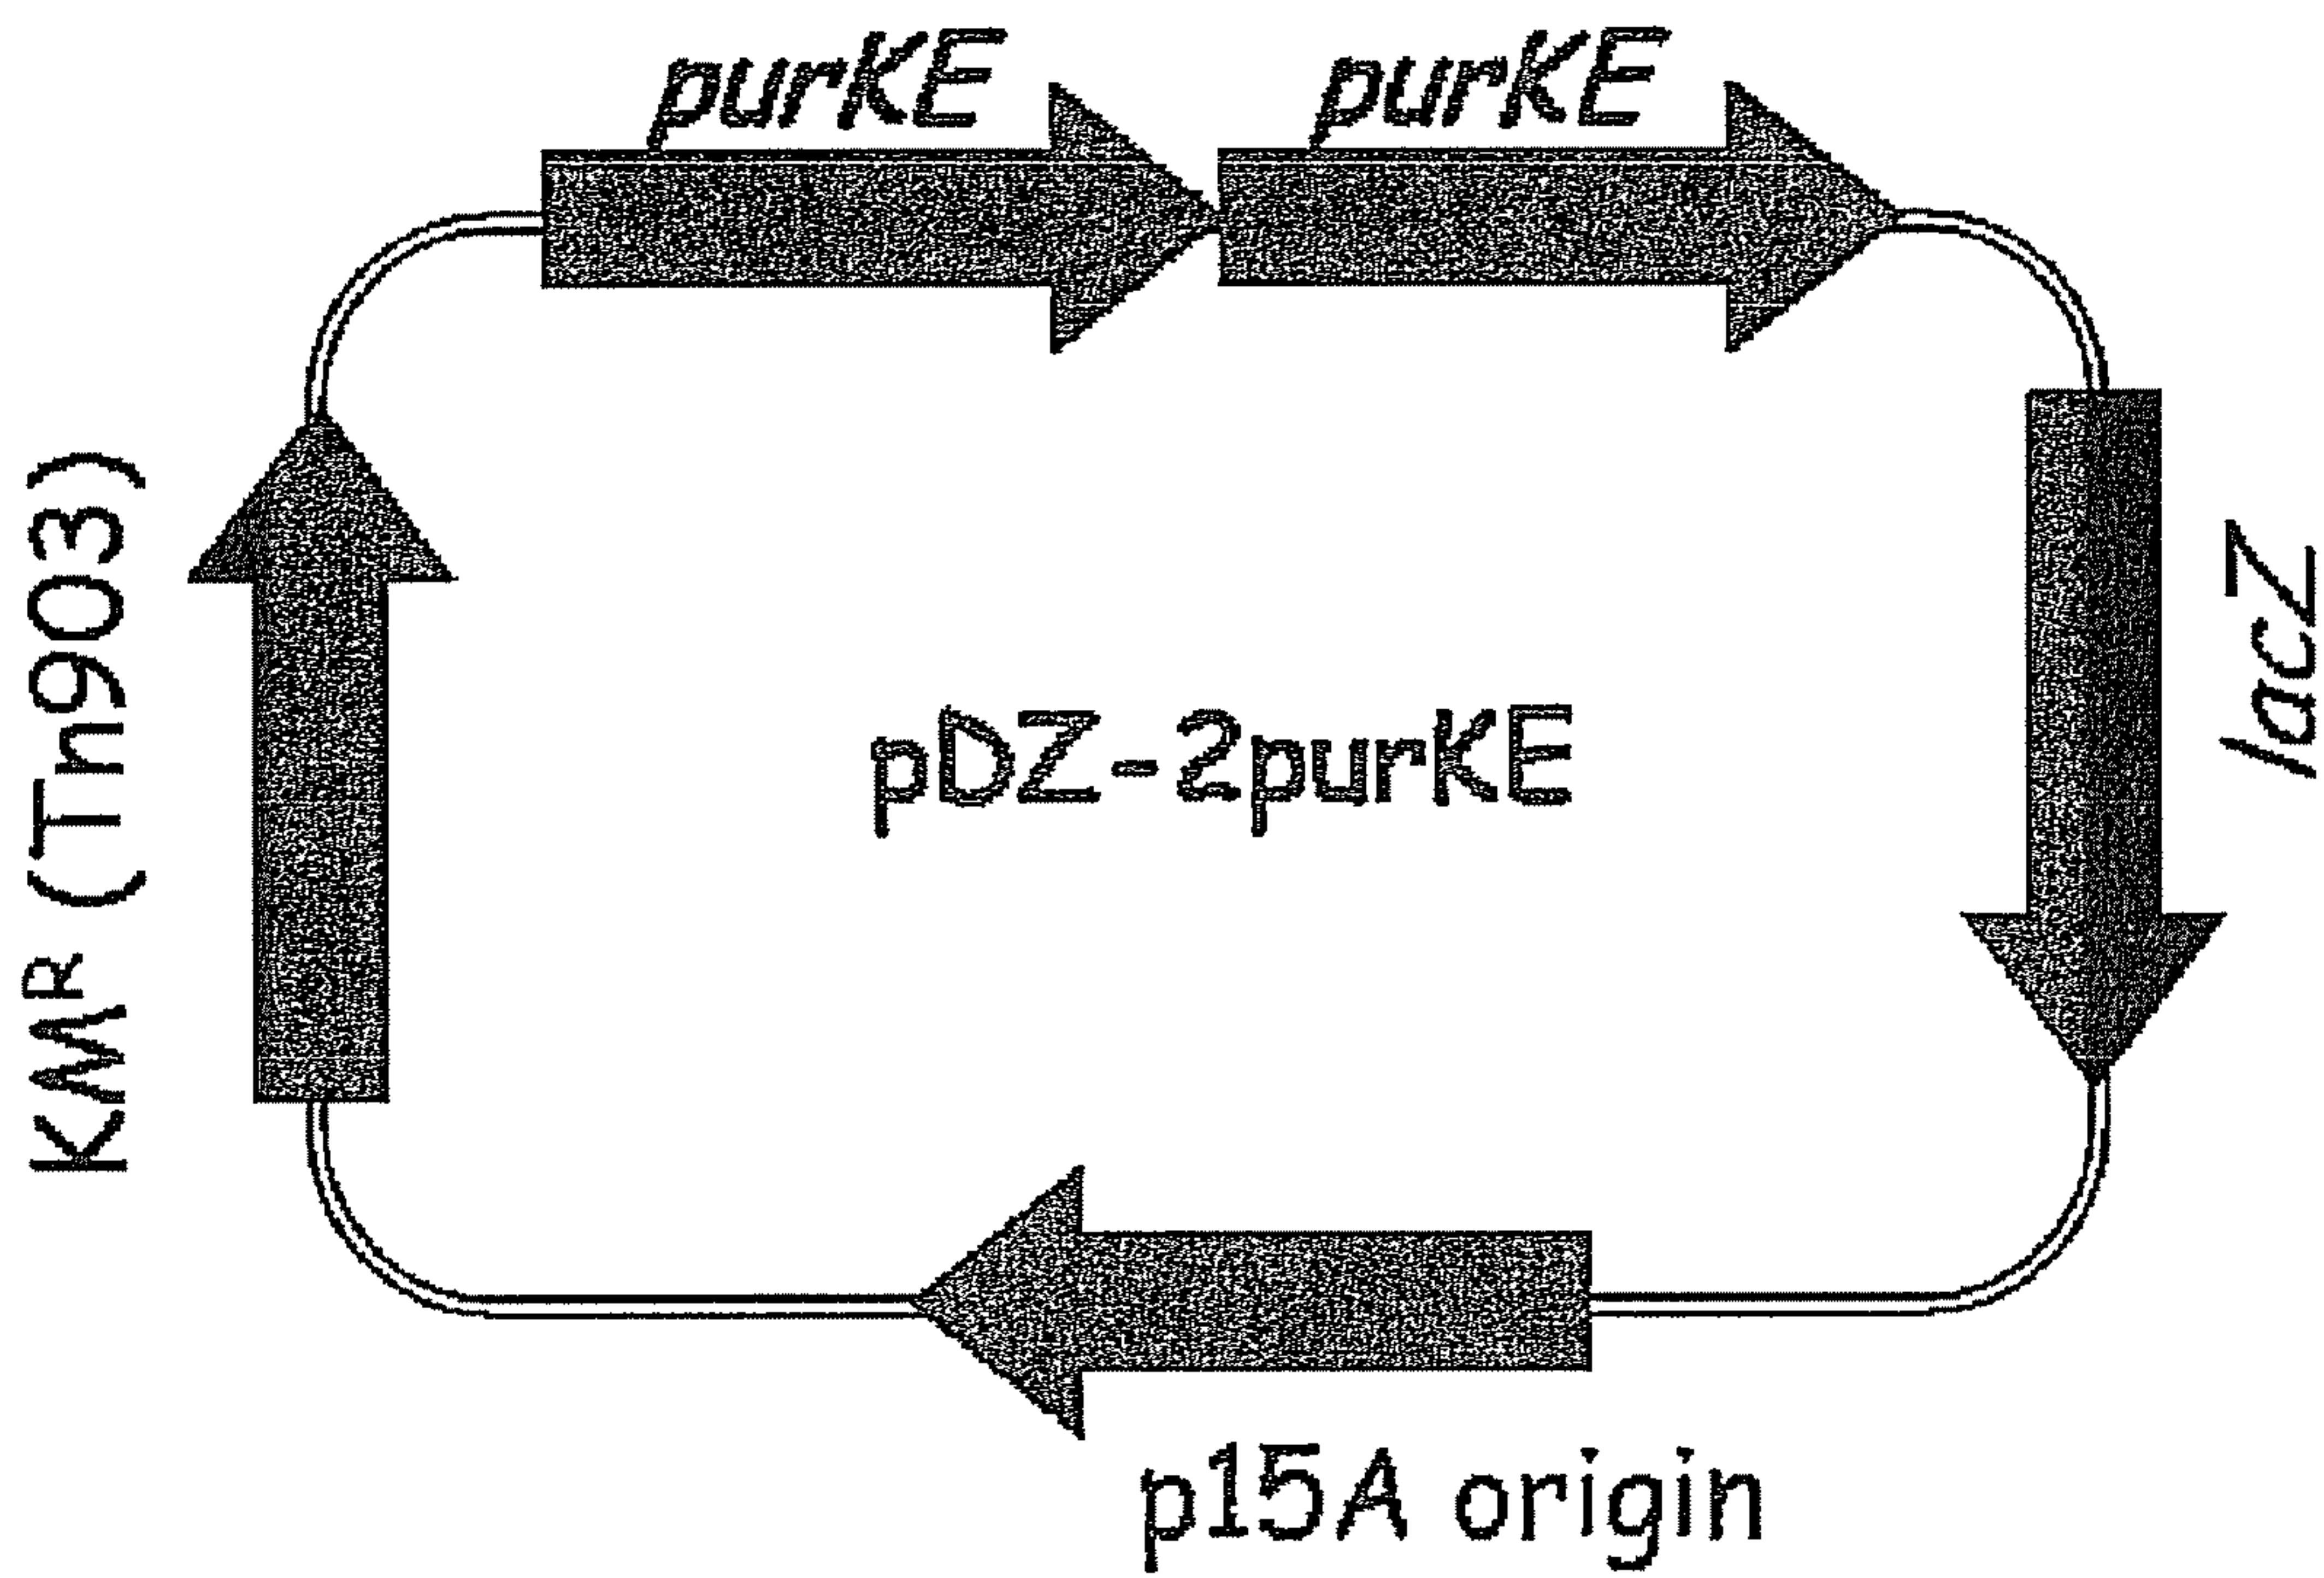 purKE
purKE
lacZ
pDZ-2purKE
KMᴿ (Tn903)
p15A origin